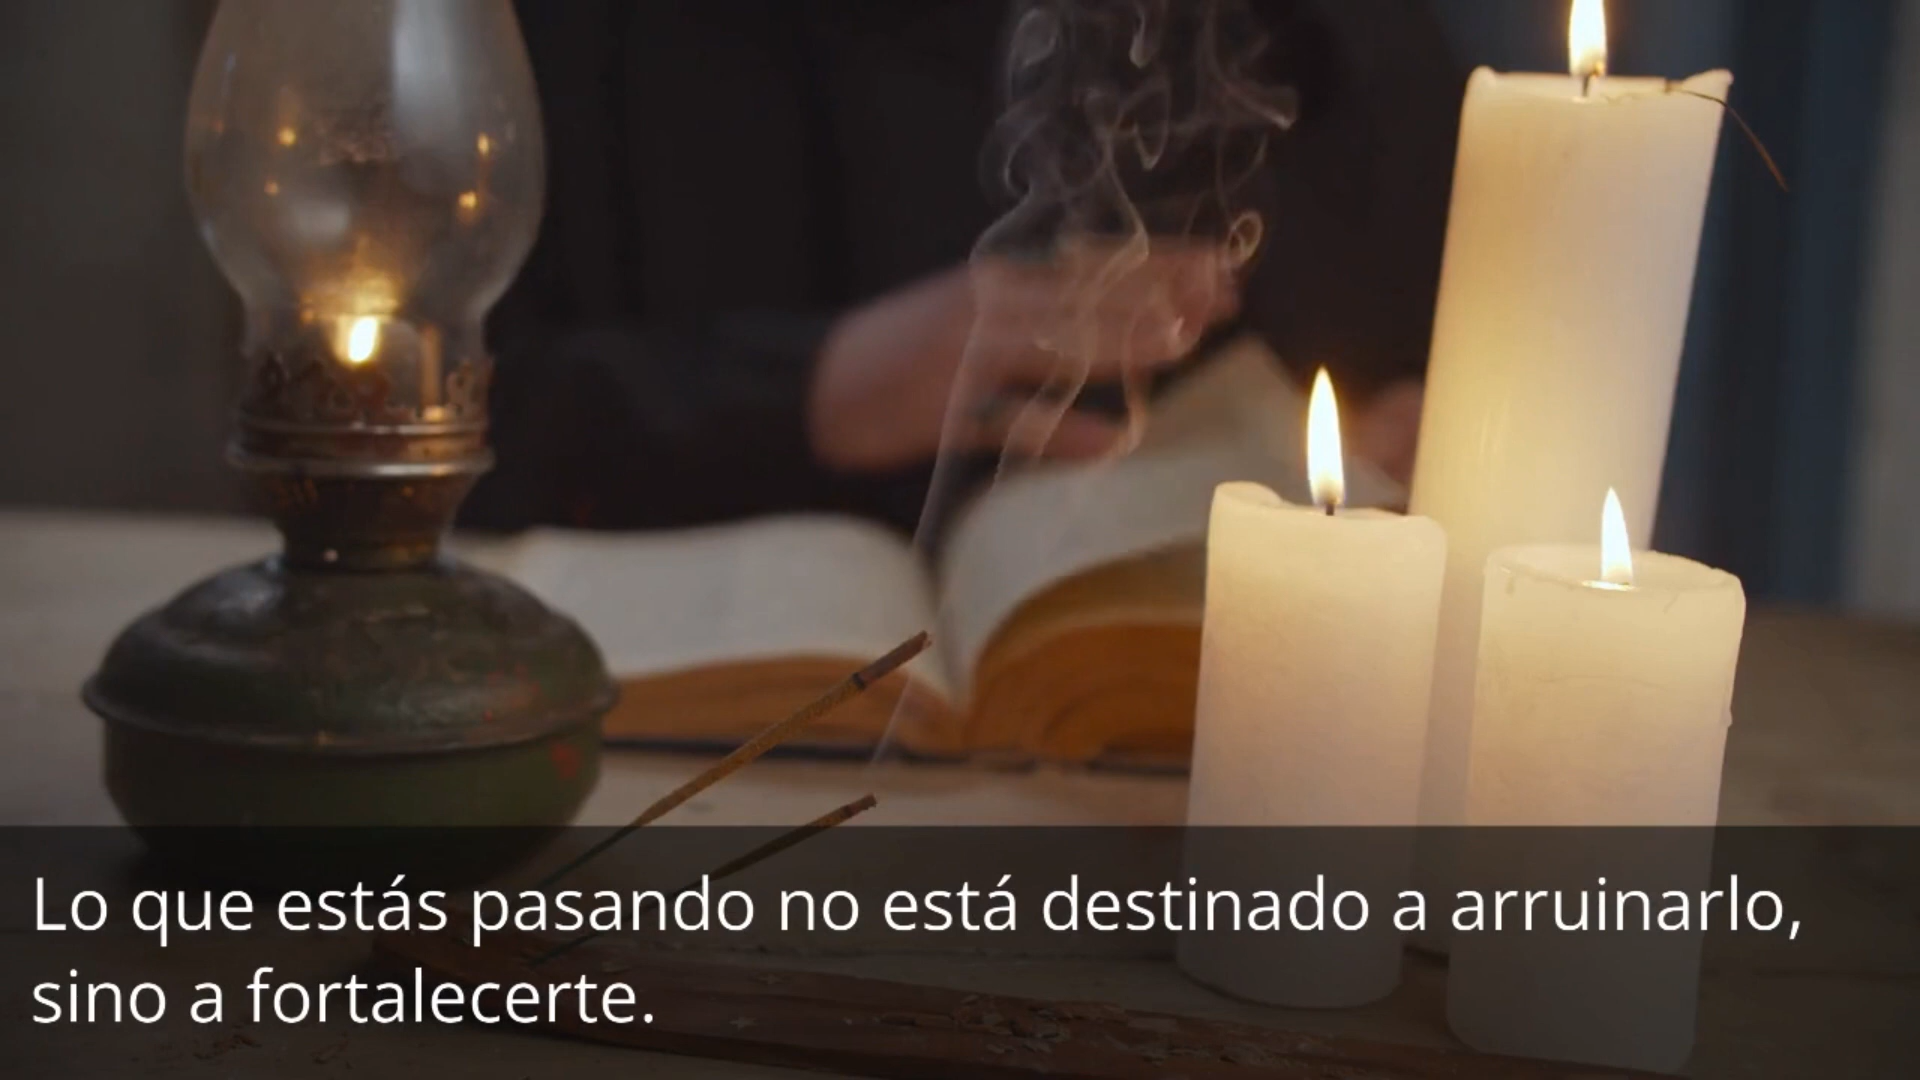 Lo que estás pasando no está destinado a arruinarlo,
sino a fortalecerte.